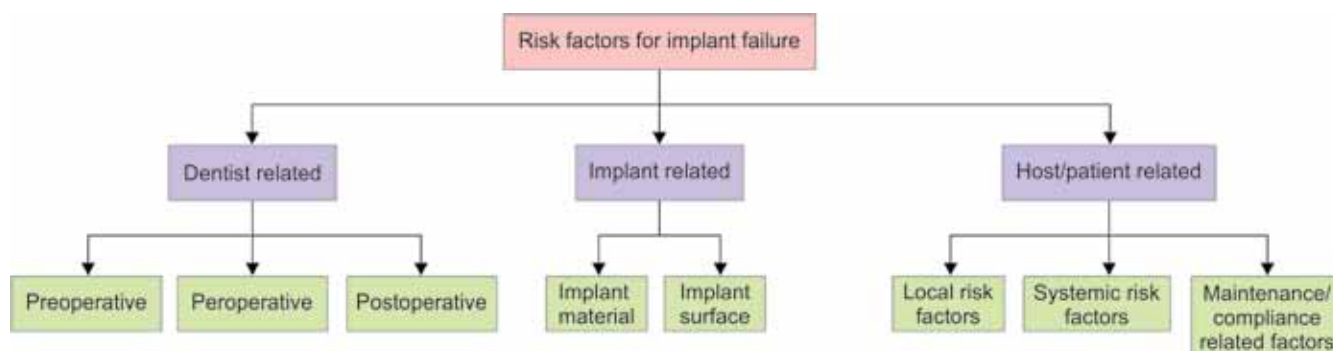 Risk factors for implant failure
Dentist related
Implant related
Host/patient related
Preoperative
Peroperative
Postoperative
Implant
material
Implant
surface
Local risk
factors
Systemic risk
factors
Maintenance/
compliance
related factors